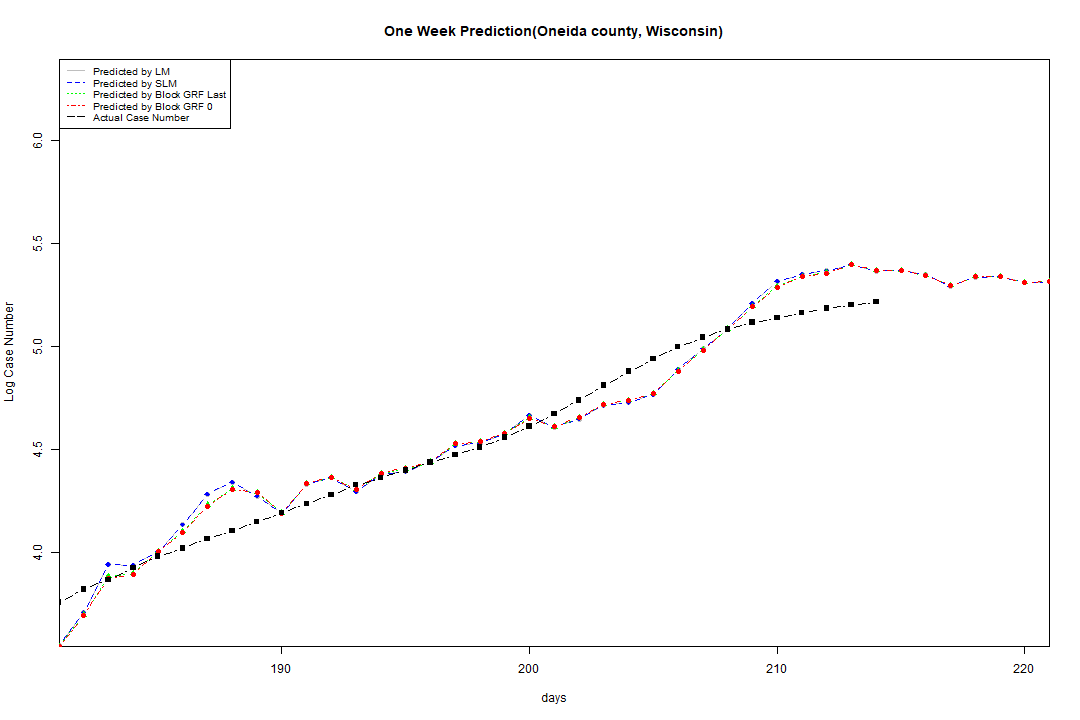 One Week Prediction(Oneida county, Wisconsin)
Predicted by LM
Predicted by SLM
Predicted by Block GRF Last
Predicted by Block GRF 0
Actual Case Number
6.0
5.5
5.0
4.5
4.0
Log Case Number
190
200
210
220
days